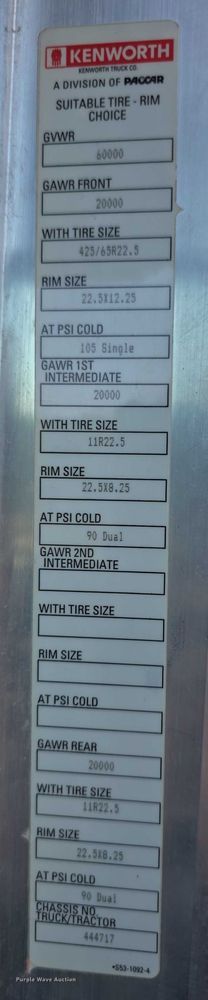 KENWORTH
KENWORTH TRUCK CO.
A DIVISION OF PACCAR
SUITABLE TIRE - RIM
CHOICE
GVWR
60000
GAWR FRONT
20000
WITH TIRE SIZE
425/65R22.5
RIM SIZE
22.5X12.25
AT PSI COLD
105 Single
GAWR 1ST
INTERMEDIATE
20000
WITH TIRE SIZE
11R22.5
RIM SIZE
22.5X8.25
AT PSI COLD
90 Dual
GAWR 2ND
INTERMEDIATE
WITH TIRE SIZE
RIM SIZE
AT PSI COLD
GAWR REAR
20000
WITH TIRE SIZE
11R22.5
RIM SIZE
22.5X8.25
AT PSI COLD
90 Dual
CHASSIS NO.
TRUCK/TRACTOR
444717
•S53-1092-4
Purple Wave Auction